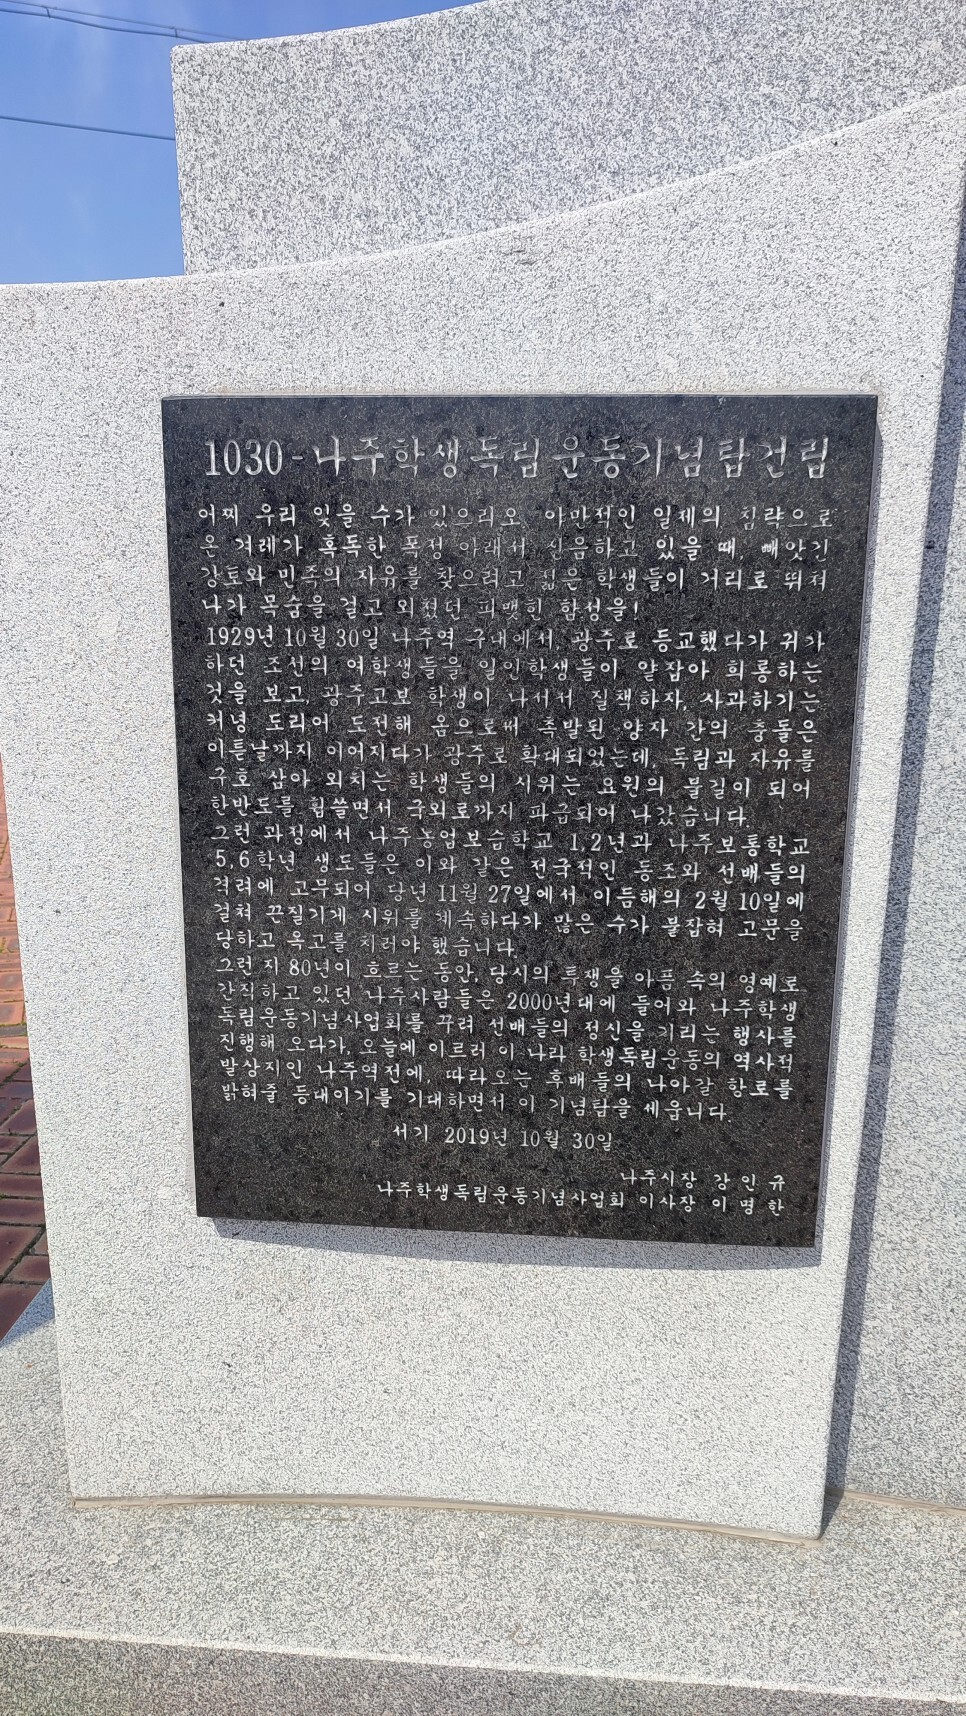 1030-나주학생독립운동기념탑건립
어찌 우리 잊을 수가 있으리오. 야만적인 일제의 침략으로
온 겨레가 혹독한 폭정 아래서 신음하고 있을 때, 빼앗긴
강토와 민족의 자유를 찾으려고 젊은 학생들이 거리로 뛰쳐
나가 목숨을 걸고 외쳤던 피맺힌 함성을!
1929년 10월 30일 나주역 구내에서, 광주로 등교했다가 귀가
하던 조선의 여학생들을 일인학생들이 얕잡아 희롱하는
것을 보고, 광주고보 학생이 나서서 질책하자, 사과하기는
커녕 도리어 도전해 옴으로써 촉발된 양자 간의 충돌은
이튿날까지 이어지다가 광주로 확대되었는데, 독립과 자유를
구호 삼아 외치는 학생들의 시위는 요원의 불길이 되어
한반도를 휩쓸면서 국외로까지 파급되어 나갔습니다.
그런 과정에서 나주농업보습학교 1,2년과 나주보통학교
5,6학년 생도들은 이와 같은 전국적인 동조와 선배들의
격려에 고무되어 당년 11월 27일에서 이듬해의 2월 10일에
걸쳐 끈질기게 시위를 체속하다가 많은 수가 붙잡혀 고문을
당하고 옥고를 치러야 했습니다.
그런 지 80년이 흐르는 동안, 당시의 투쟁을 아픔 속의 영예로
간직하고 있던 나주사람들은 2000년대에 들어와 나주학생
독립운동기념사업회를 꾸려 선배들의 정신을 기리는 행사를
진행해 오다가, 오늘에 이르러 이 나라 학생독립운동의 역사적
발상지인 나주역전에, 따라오는 후배들의 나아갈 항로를
밝혀줄 등대이기를 기대하면서 이 기념탑을 세웁니다.
서기 2019년 10월 30일
나주시장 강인규
나주학생독립운동기념사업회 이사장 이명한